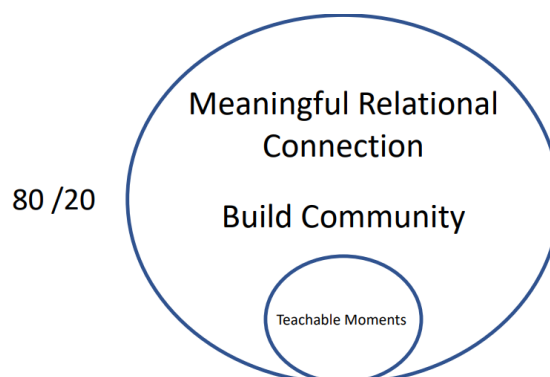 Meaningful Relational
Connection
80 /20
Build Community
Teachable Moments